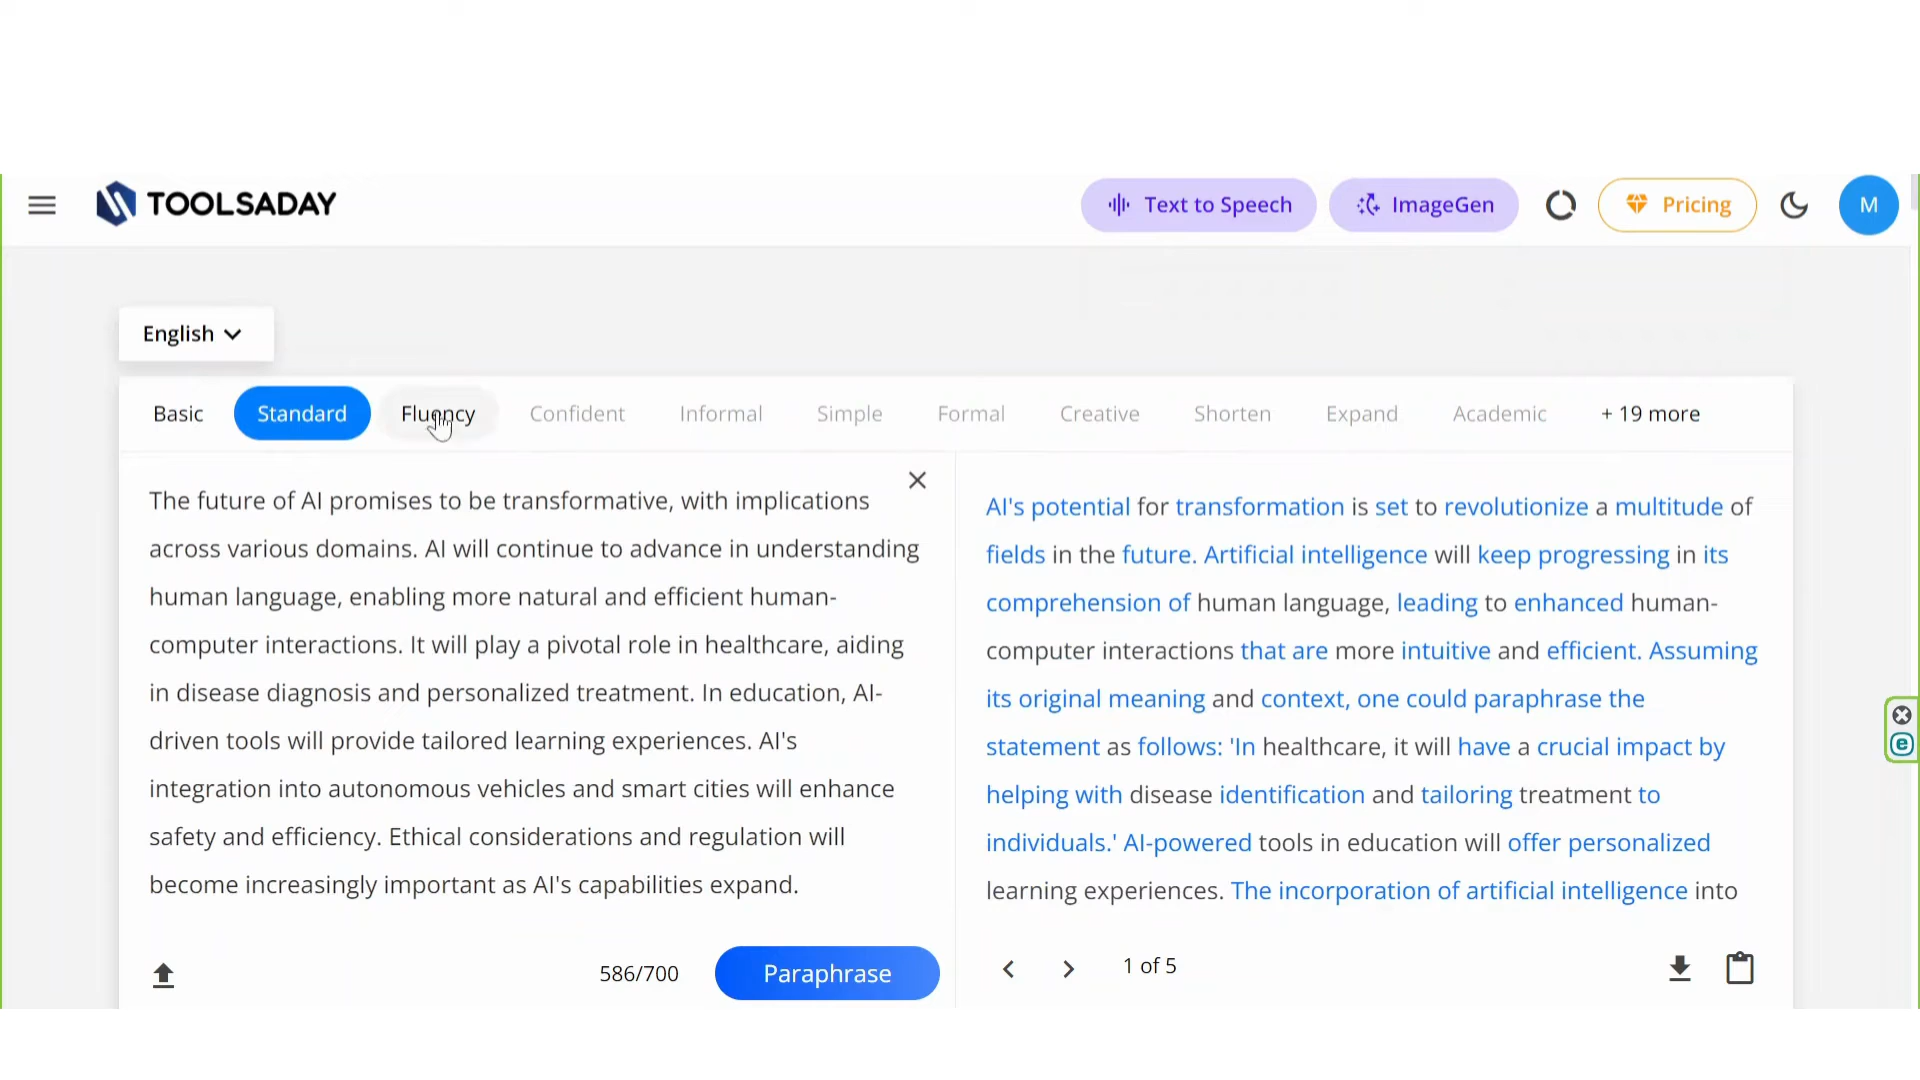 TOOLSADAY
Text to Speech
ImageGen
Pricing
M
English
Basic
Standard
Fluency
Confident
Informal
Simple
Formal
Creative
Shorten
Expand
Academic
+ 19 more
The future of AI promises to be transformative, with implications
across various domains. AI will continue to advance in understanding
human language, enabling more natural and efficient human-
computer interactions. It will play a pivotal role in healthcare, aiding
in disease diagnosis and personalized treatment. In education, AI-
driven tools will provide tailored learning experiences. AI's
integration into autonomous vehicles and smart cities will enhance
safety and efficiency. Ethical considerations and regulation will
become increasingly important as AI's capabilities expand.
586/700
Paraphrase
AI's potential for transformation is set to revolutionize a multitude of
fields in the future. Artificial intelligence will keep progressing in its
comprehension of human language, leading to enhanced human-
computer interactions that are more intuitive and efficient. Assuming
its original meaning and context, one could paraphrase the
statement as follows: 'In healthcare, it will have a crucial impact by
helping with disease identification and tailoring treatment to
individuals.' AI-powered tools in education will offer personalized
learning experiences. The incorporation of artificial intelligence into
1 of 5
e